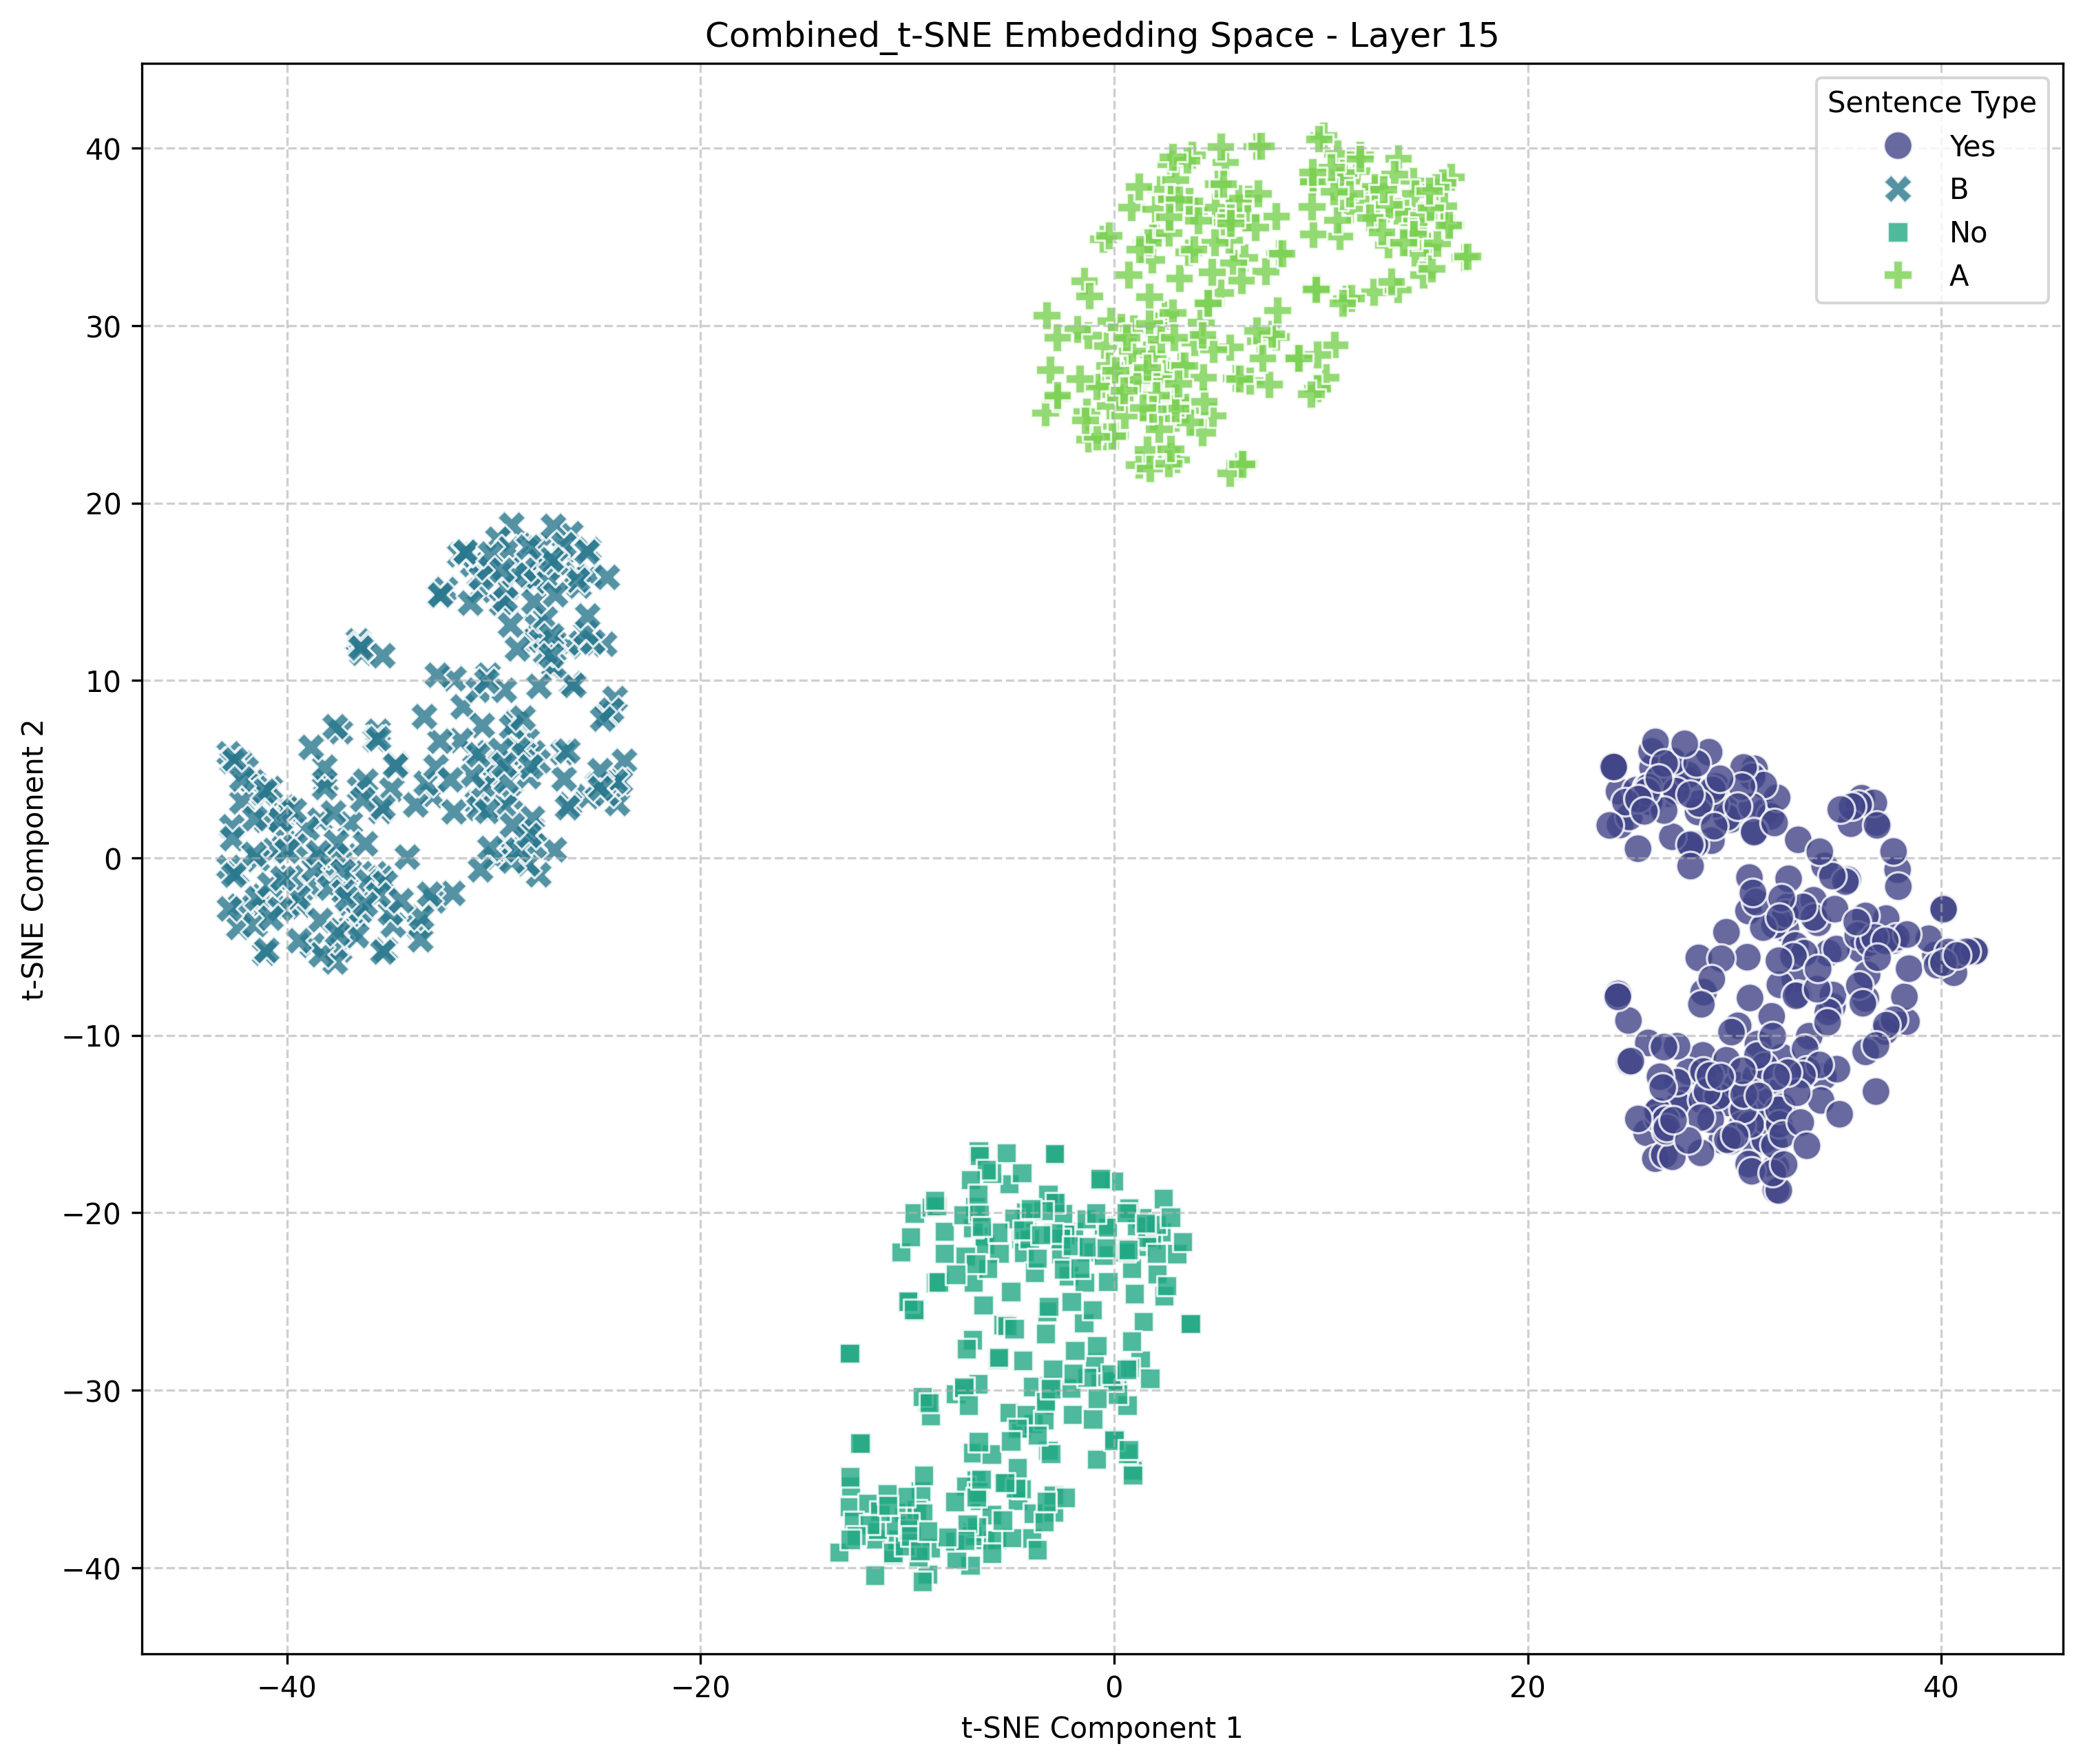 Combined_t-SNE Embedding Space - Layer 15
Sentence Type
Yes
B
No
A
40
30
20
10
0
−10
−20
−30
−40
t-SNE Component 2
−40
−20
0
20
40
t-SNE Component 1